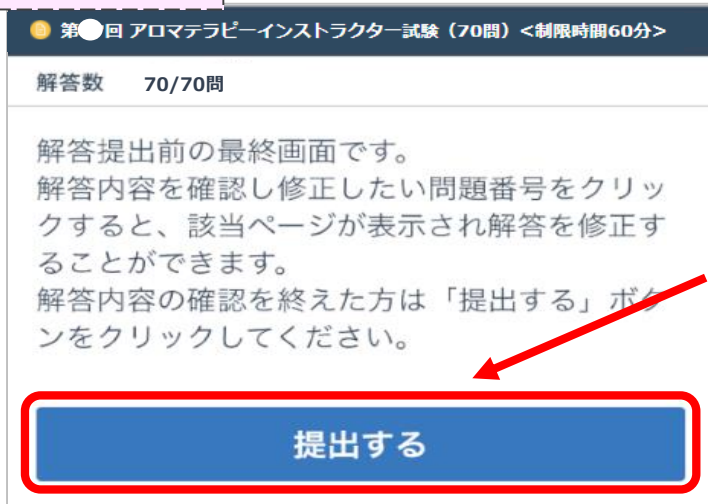 第 回 アロマテラピーインストラクター試験（70問）<制限時間60分>
解答数 70/70問
解答提出前の最終画面です。
解答内容を確認し修正したい問題番号をクリッ
クすると、該当ページが表示され解答を修正す
ることができます。
解答内容の確認を終えた方は「提出する」ボタ
ンをクリックしてください。
提出する